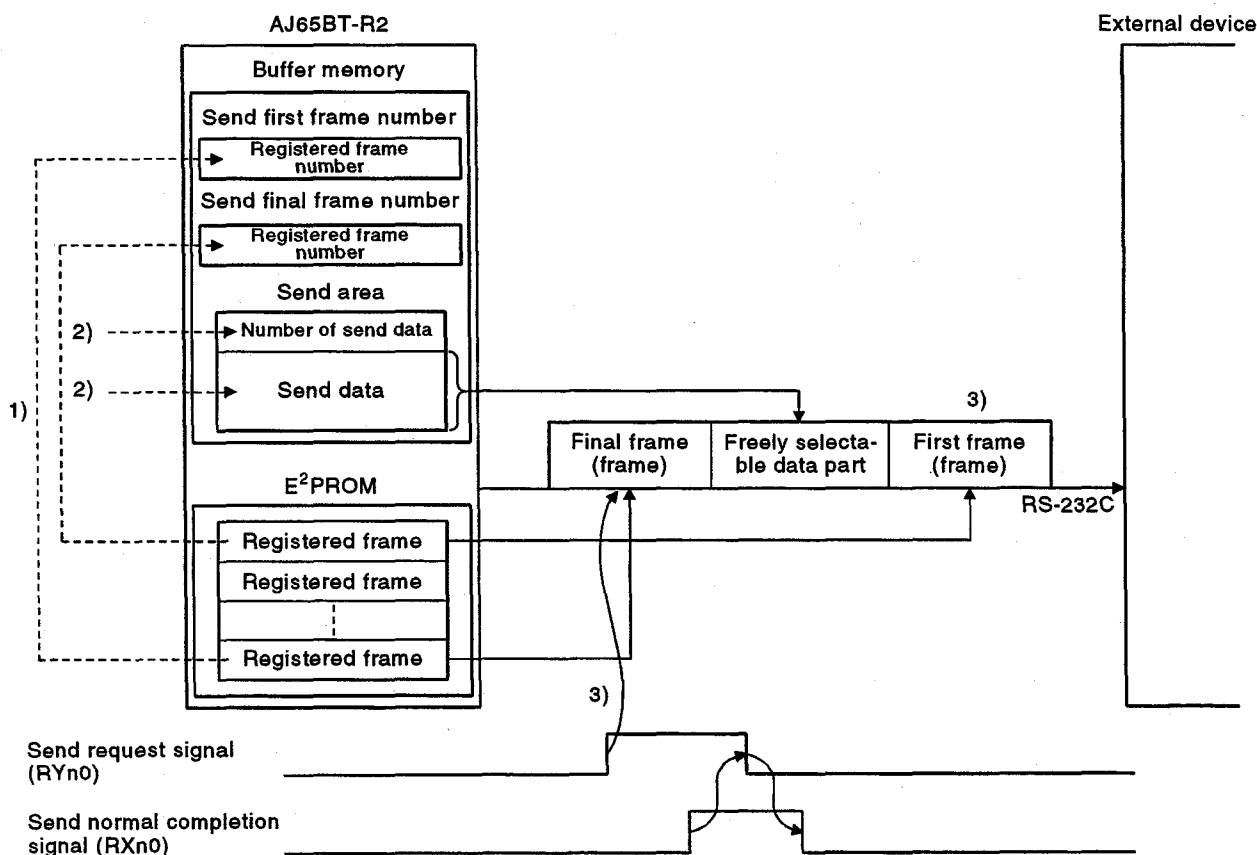 AJ65BT-R2
External device
Buffer memory
Send first frame number
Registered frame
number
Send final frame number
Registered frame
number
Send area
2)
Number of send data
2)
Send data
1)
3)
Final frame
(frame)
Freely selecta-
ble data part
First frame
(frame)
E²PROM
RS-232C
Registered frame
Registered frame
Registered frame
3)
Send request signal
(RYn0)
Send normal completion
signal (RXn0)